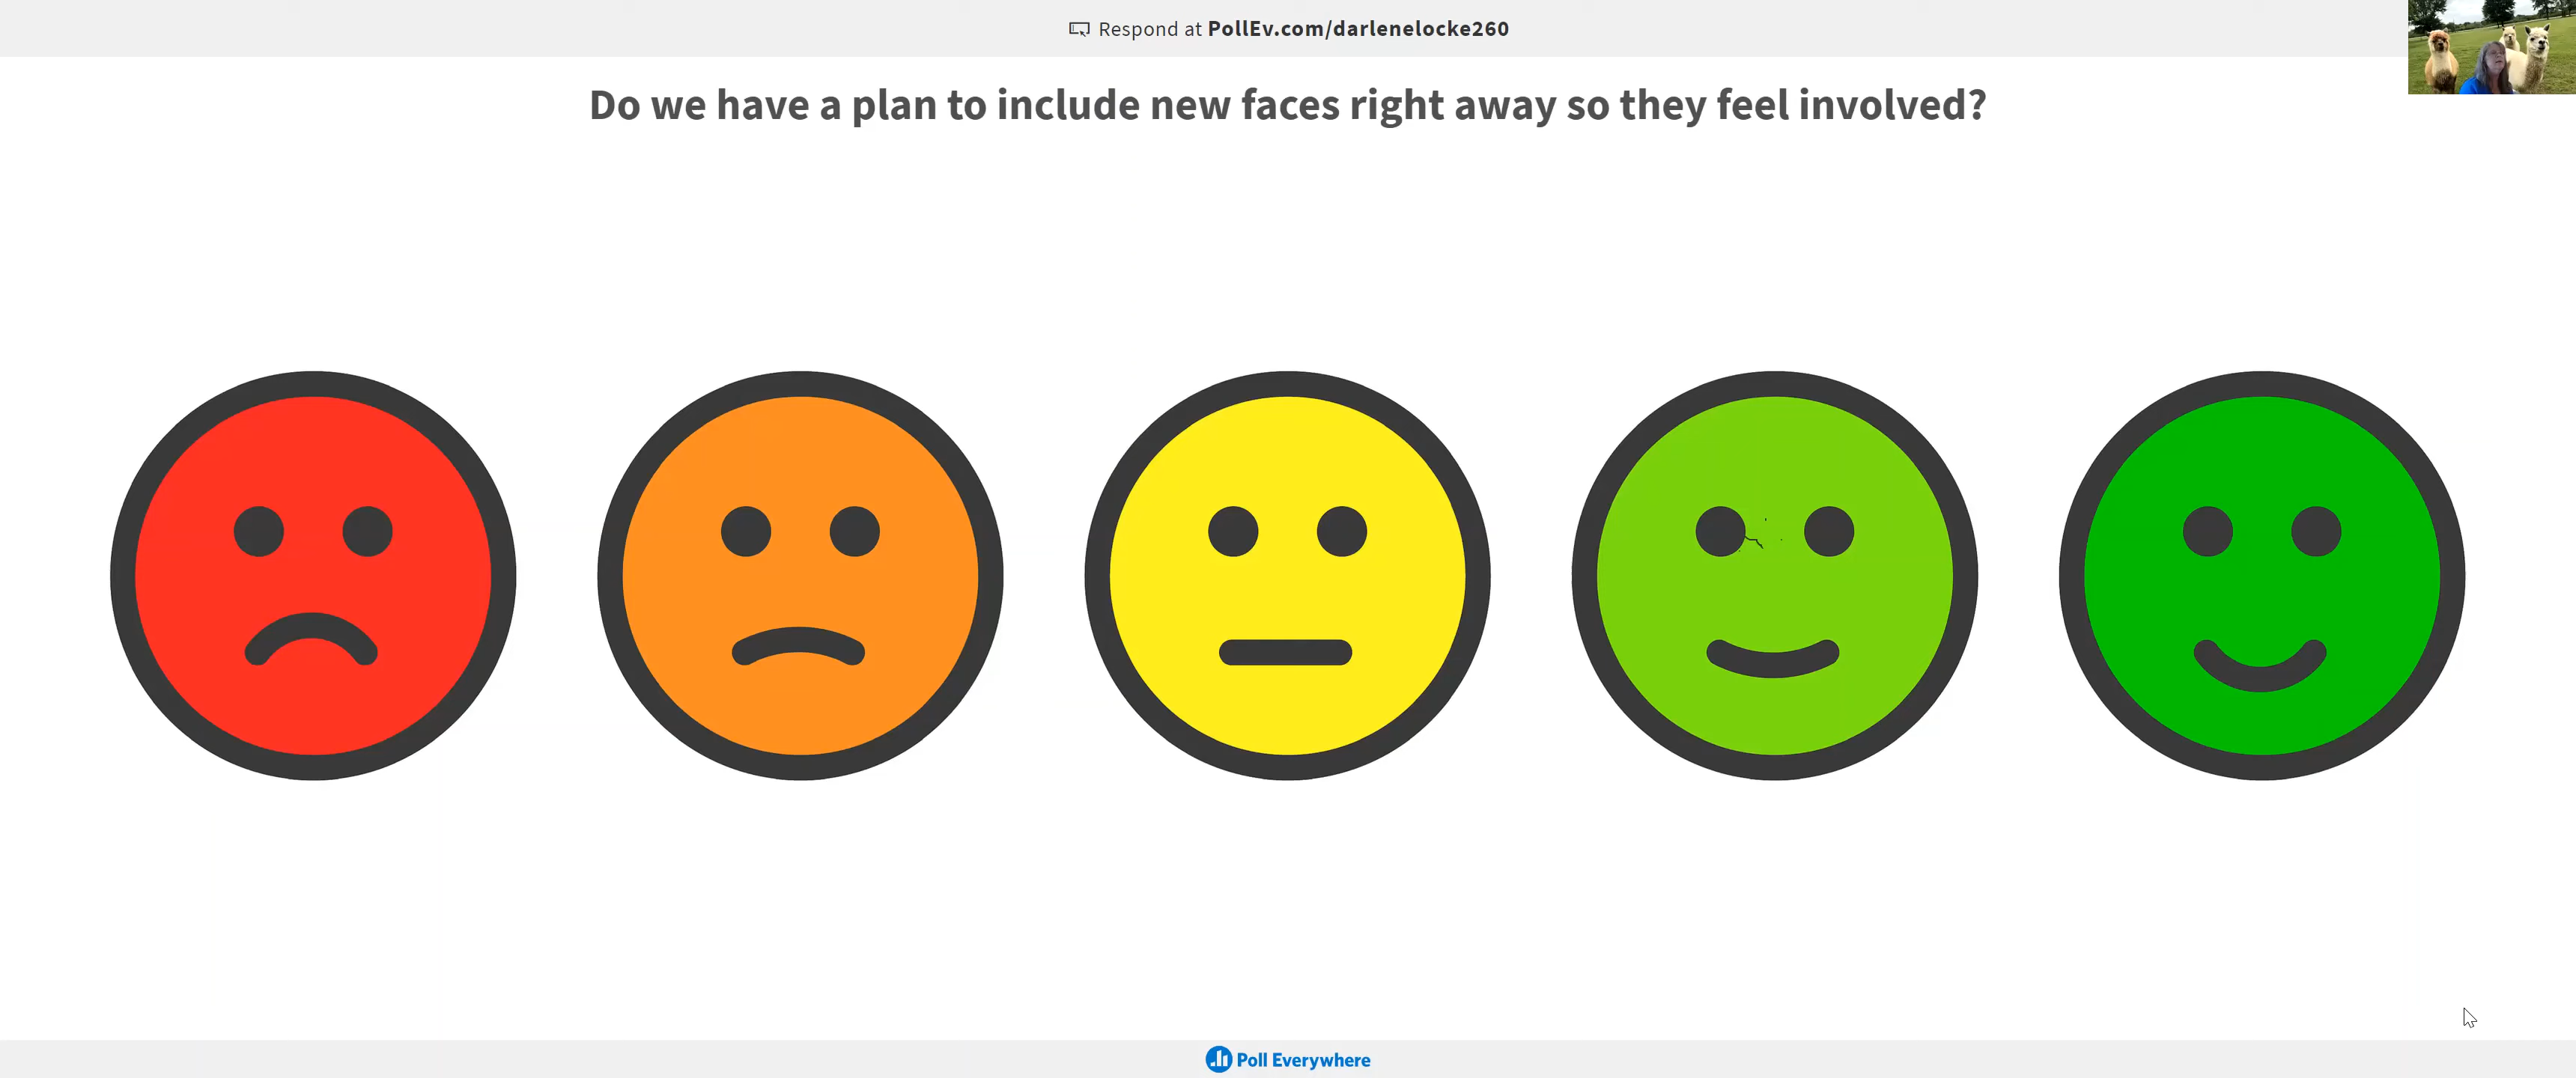 Respond at PollEv.com/darlenelocke260
Do we have a plan to include new faces right away so they feel involved?
Poll Everywhere